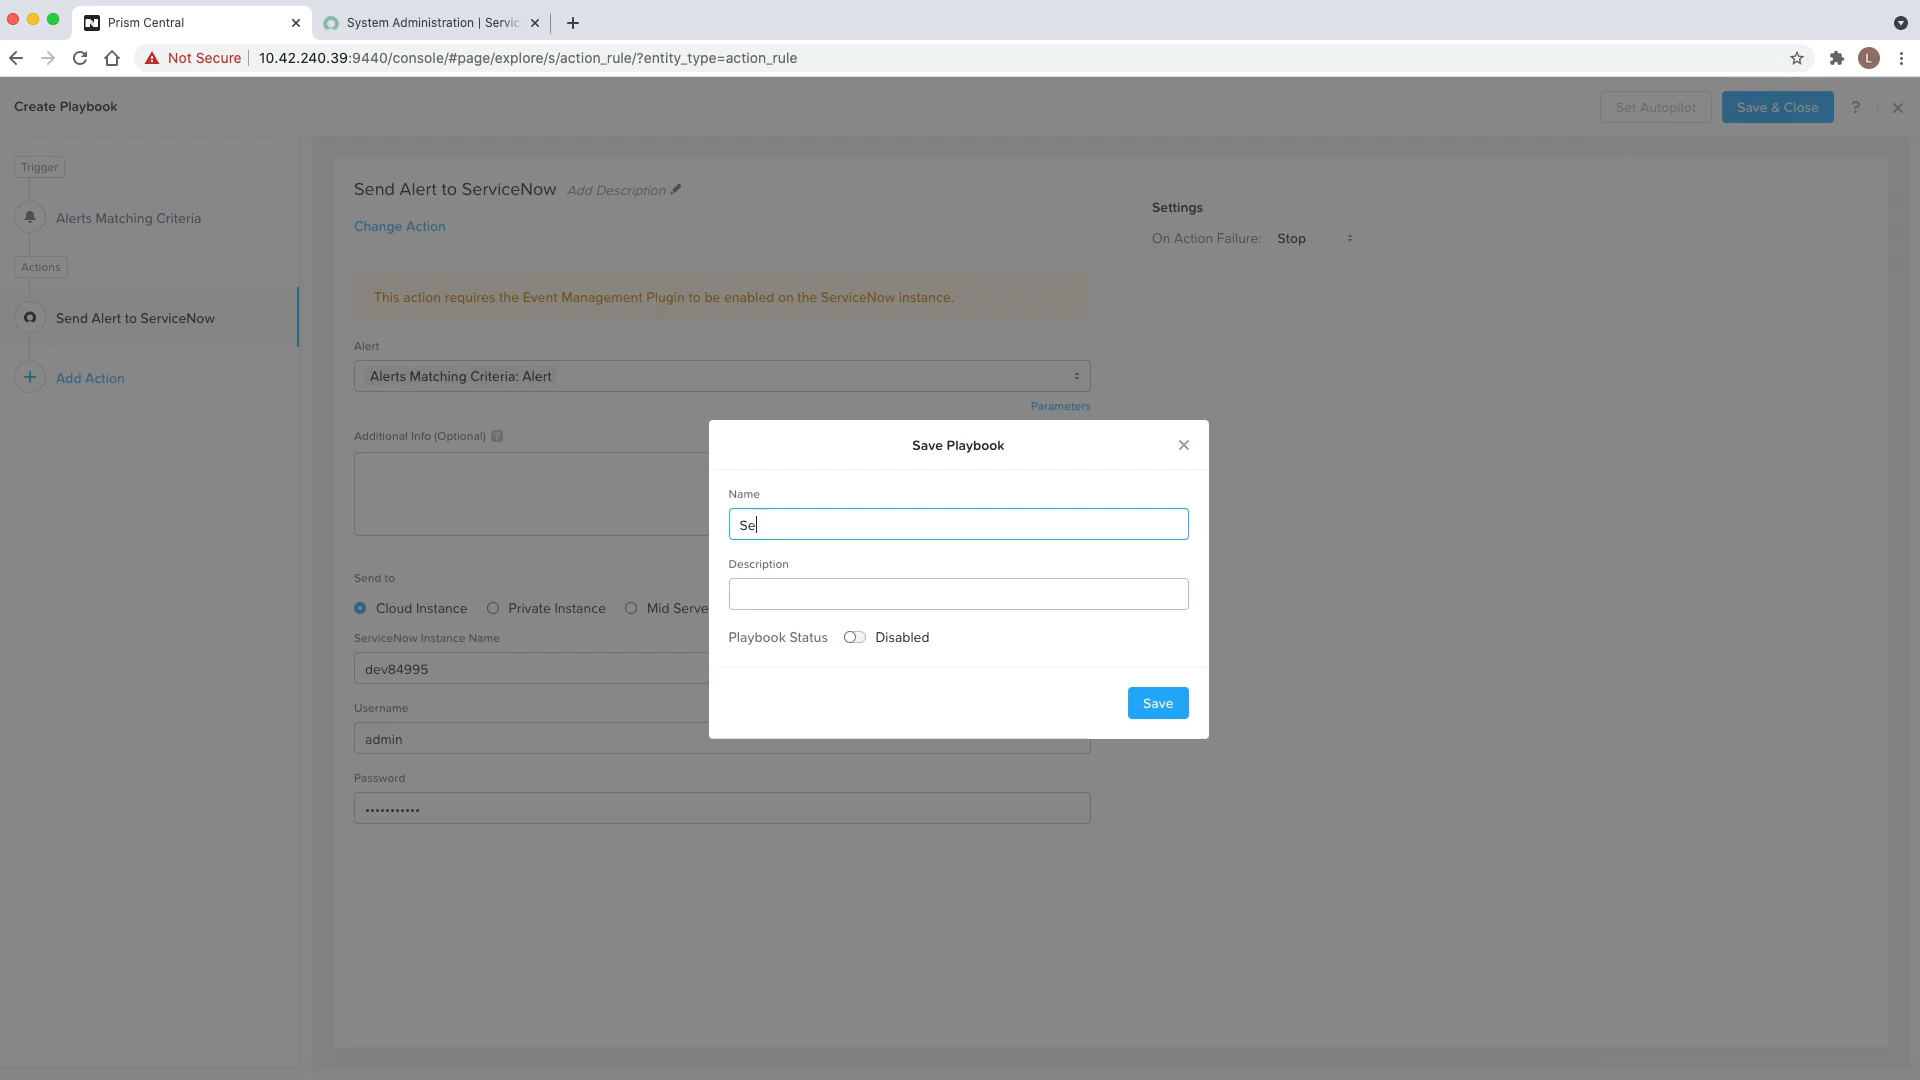 Prism Central
System Administration | Servic
Not Secure
10.42.240.39:9440/console/#page/explore/s/action_rule/?entity_type=action_rule
L
Create Playbook
Set Autopilot
Save & Close
?
Trigger
Alerts Matching Criteria
Actions
Send Alert to ServiceNow
Add Action
Send Alert to ServiceNow
Add Description
Change Action
Settings
On Action Failure: Stop
This action requires the Event Management Plugin to be enabled on the ServiceNow instance.
Alert
Alerts Matching Criteria: Alert
Parameters
Additional Info (Optional) ?
Send to
Cloud Instance
Private Instance
Mid Serve
ServiceNow Instance Name
dev84995
Username
admin
Password
•••••••••••
Save Playbook
Name
Se
Description
Playbook Status
Disabled
Save